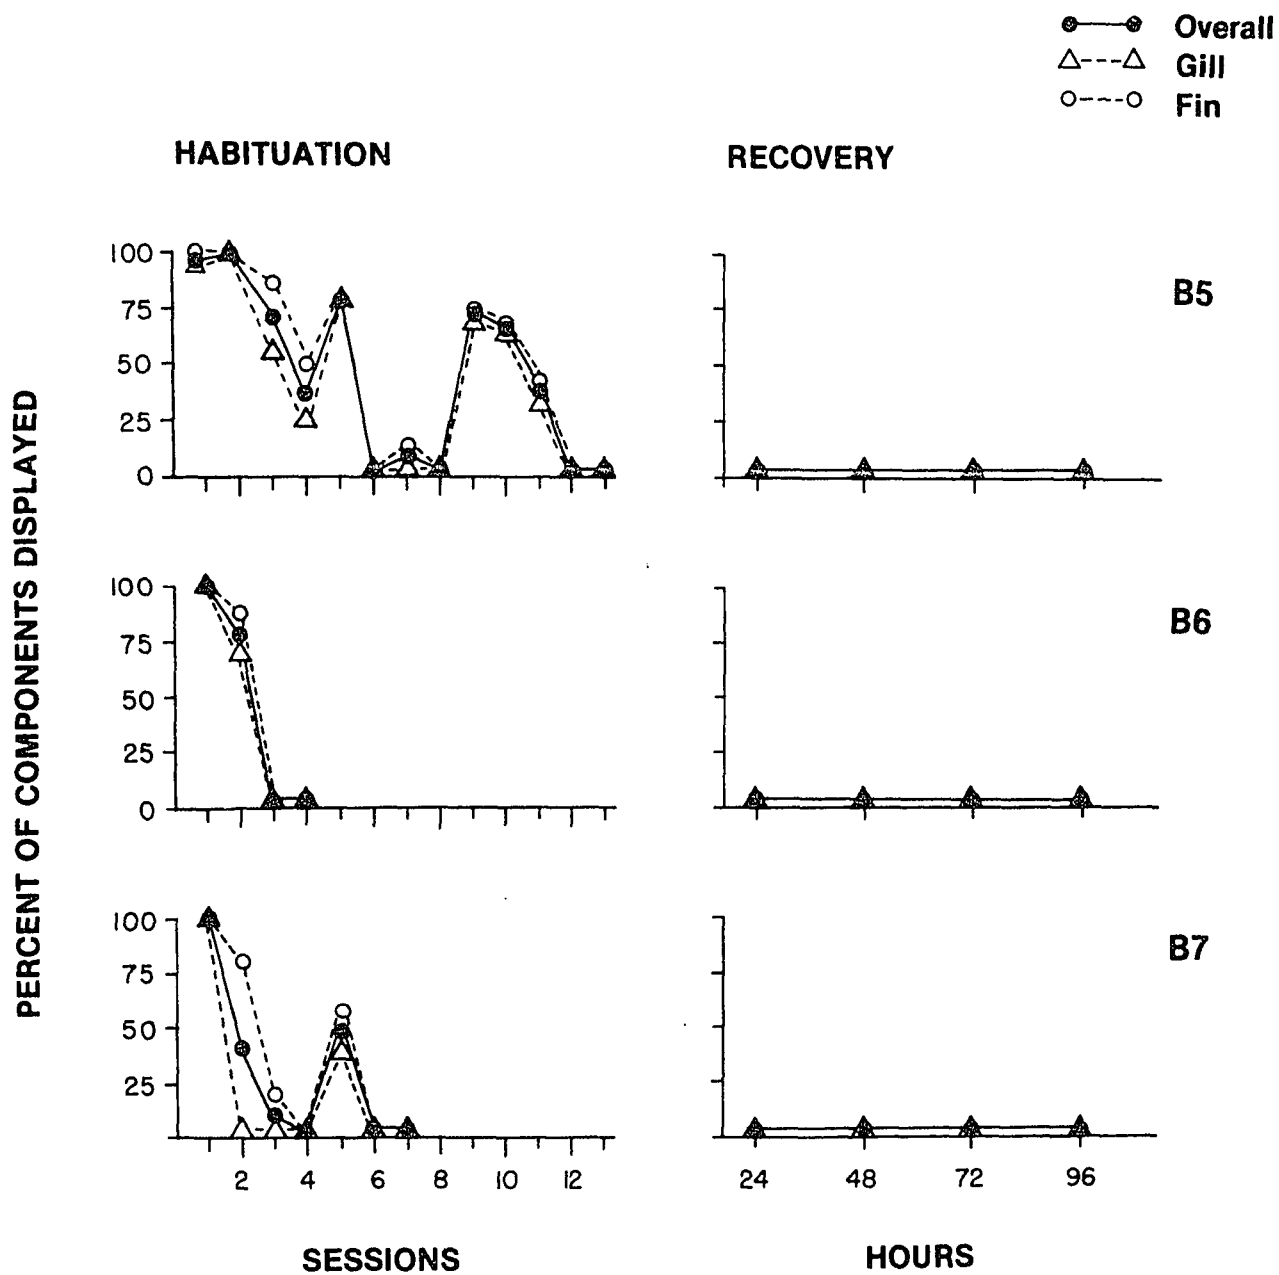 Overall
Gill
Fin
HABITUATION
RECOVERY
PERCENT OF COMPONENTS DISPLAYED
100
75
50
25
0
B5
100
75
50
25
0
B6
100
75
50
25
B7
2 4 6 8 10 12
24 48 72 96
SESSIONS
HOURS